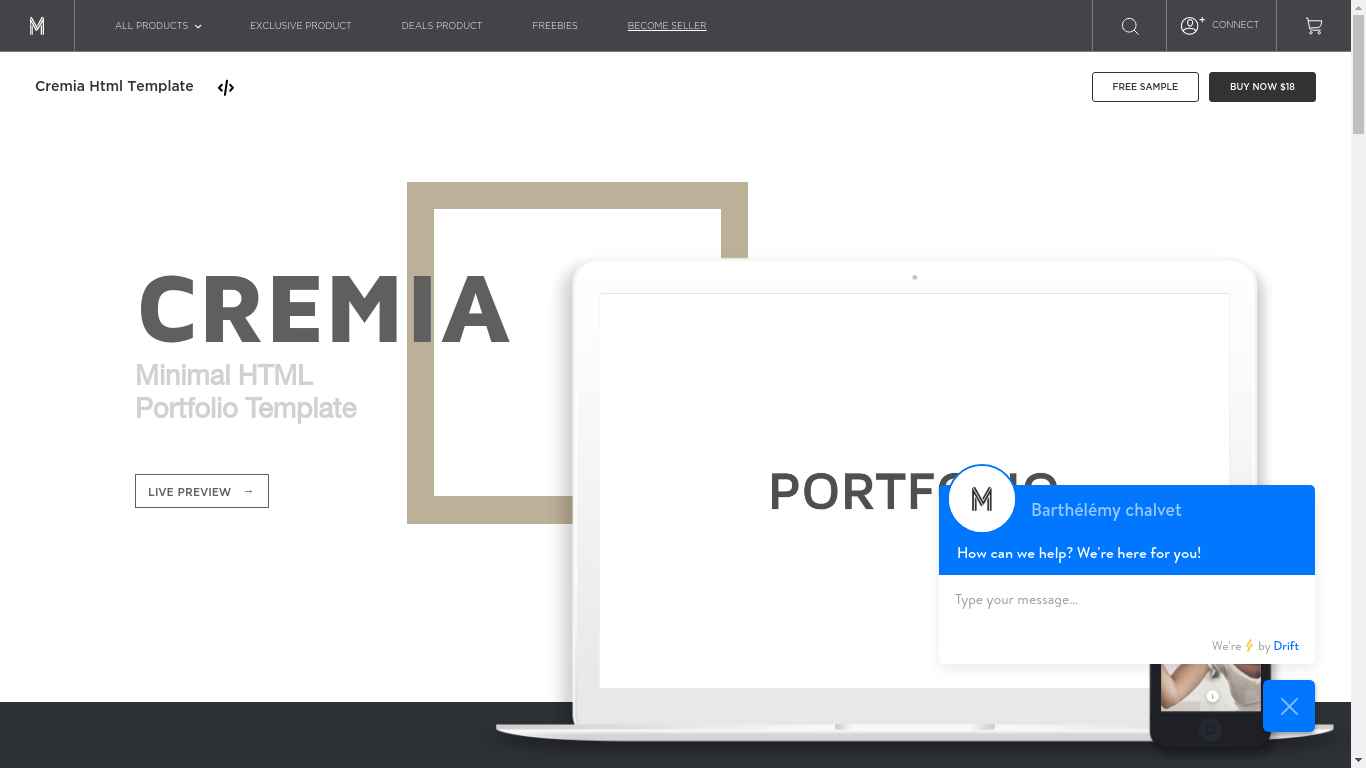 ALL PRODUCTS
EXCLUSIVE PRODUCT
DEALS PRODUCT
FREEBIES
BECOME SELLER
CONNECT
Cremia Html Template
FREE SAMPLE
BUY NOW $18
CREMIA
Minimal HTML
Portfolio Template
LIVE PREVIEW →
PORTFOLIO
Barthélémy chalvet
How can we help? We're here for you!
Type your message...
We're ⚡ by Drift